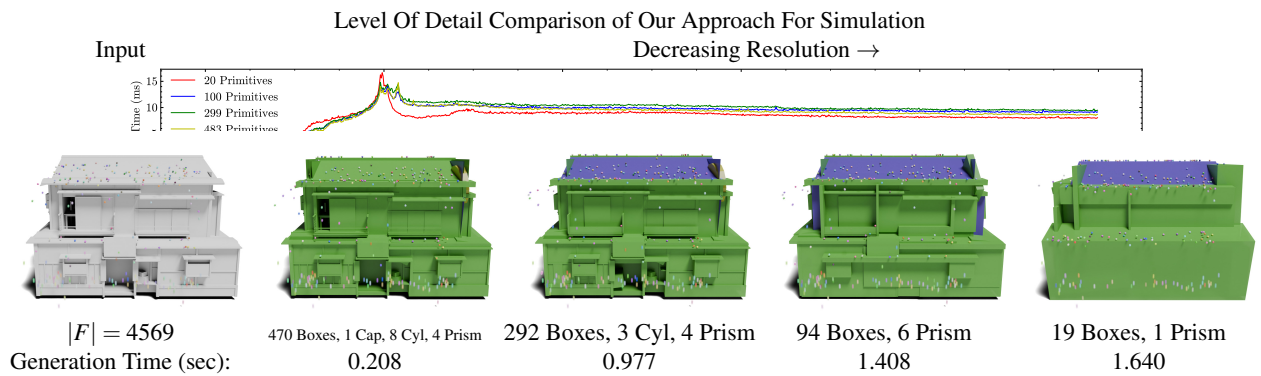 Level Of Detail Comparison of Our Approach For Simulation
Input
Decreasing Resolution →
15
10
Time (ms)
20 Primitives
100 Primitives
299 Primitives
483 Primitives
|F| = 4569
470 Boxes, 1 Cap, 8 Cyl, 4 Prism
292 Boxes, 3 Cyl, 4 Prism
94 Boxes, 6 Prism
19 Boxes, 1 Prism
Generation Time (sec):
0.208
0.977
1.408
1.640